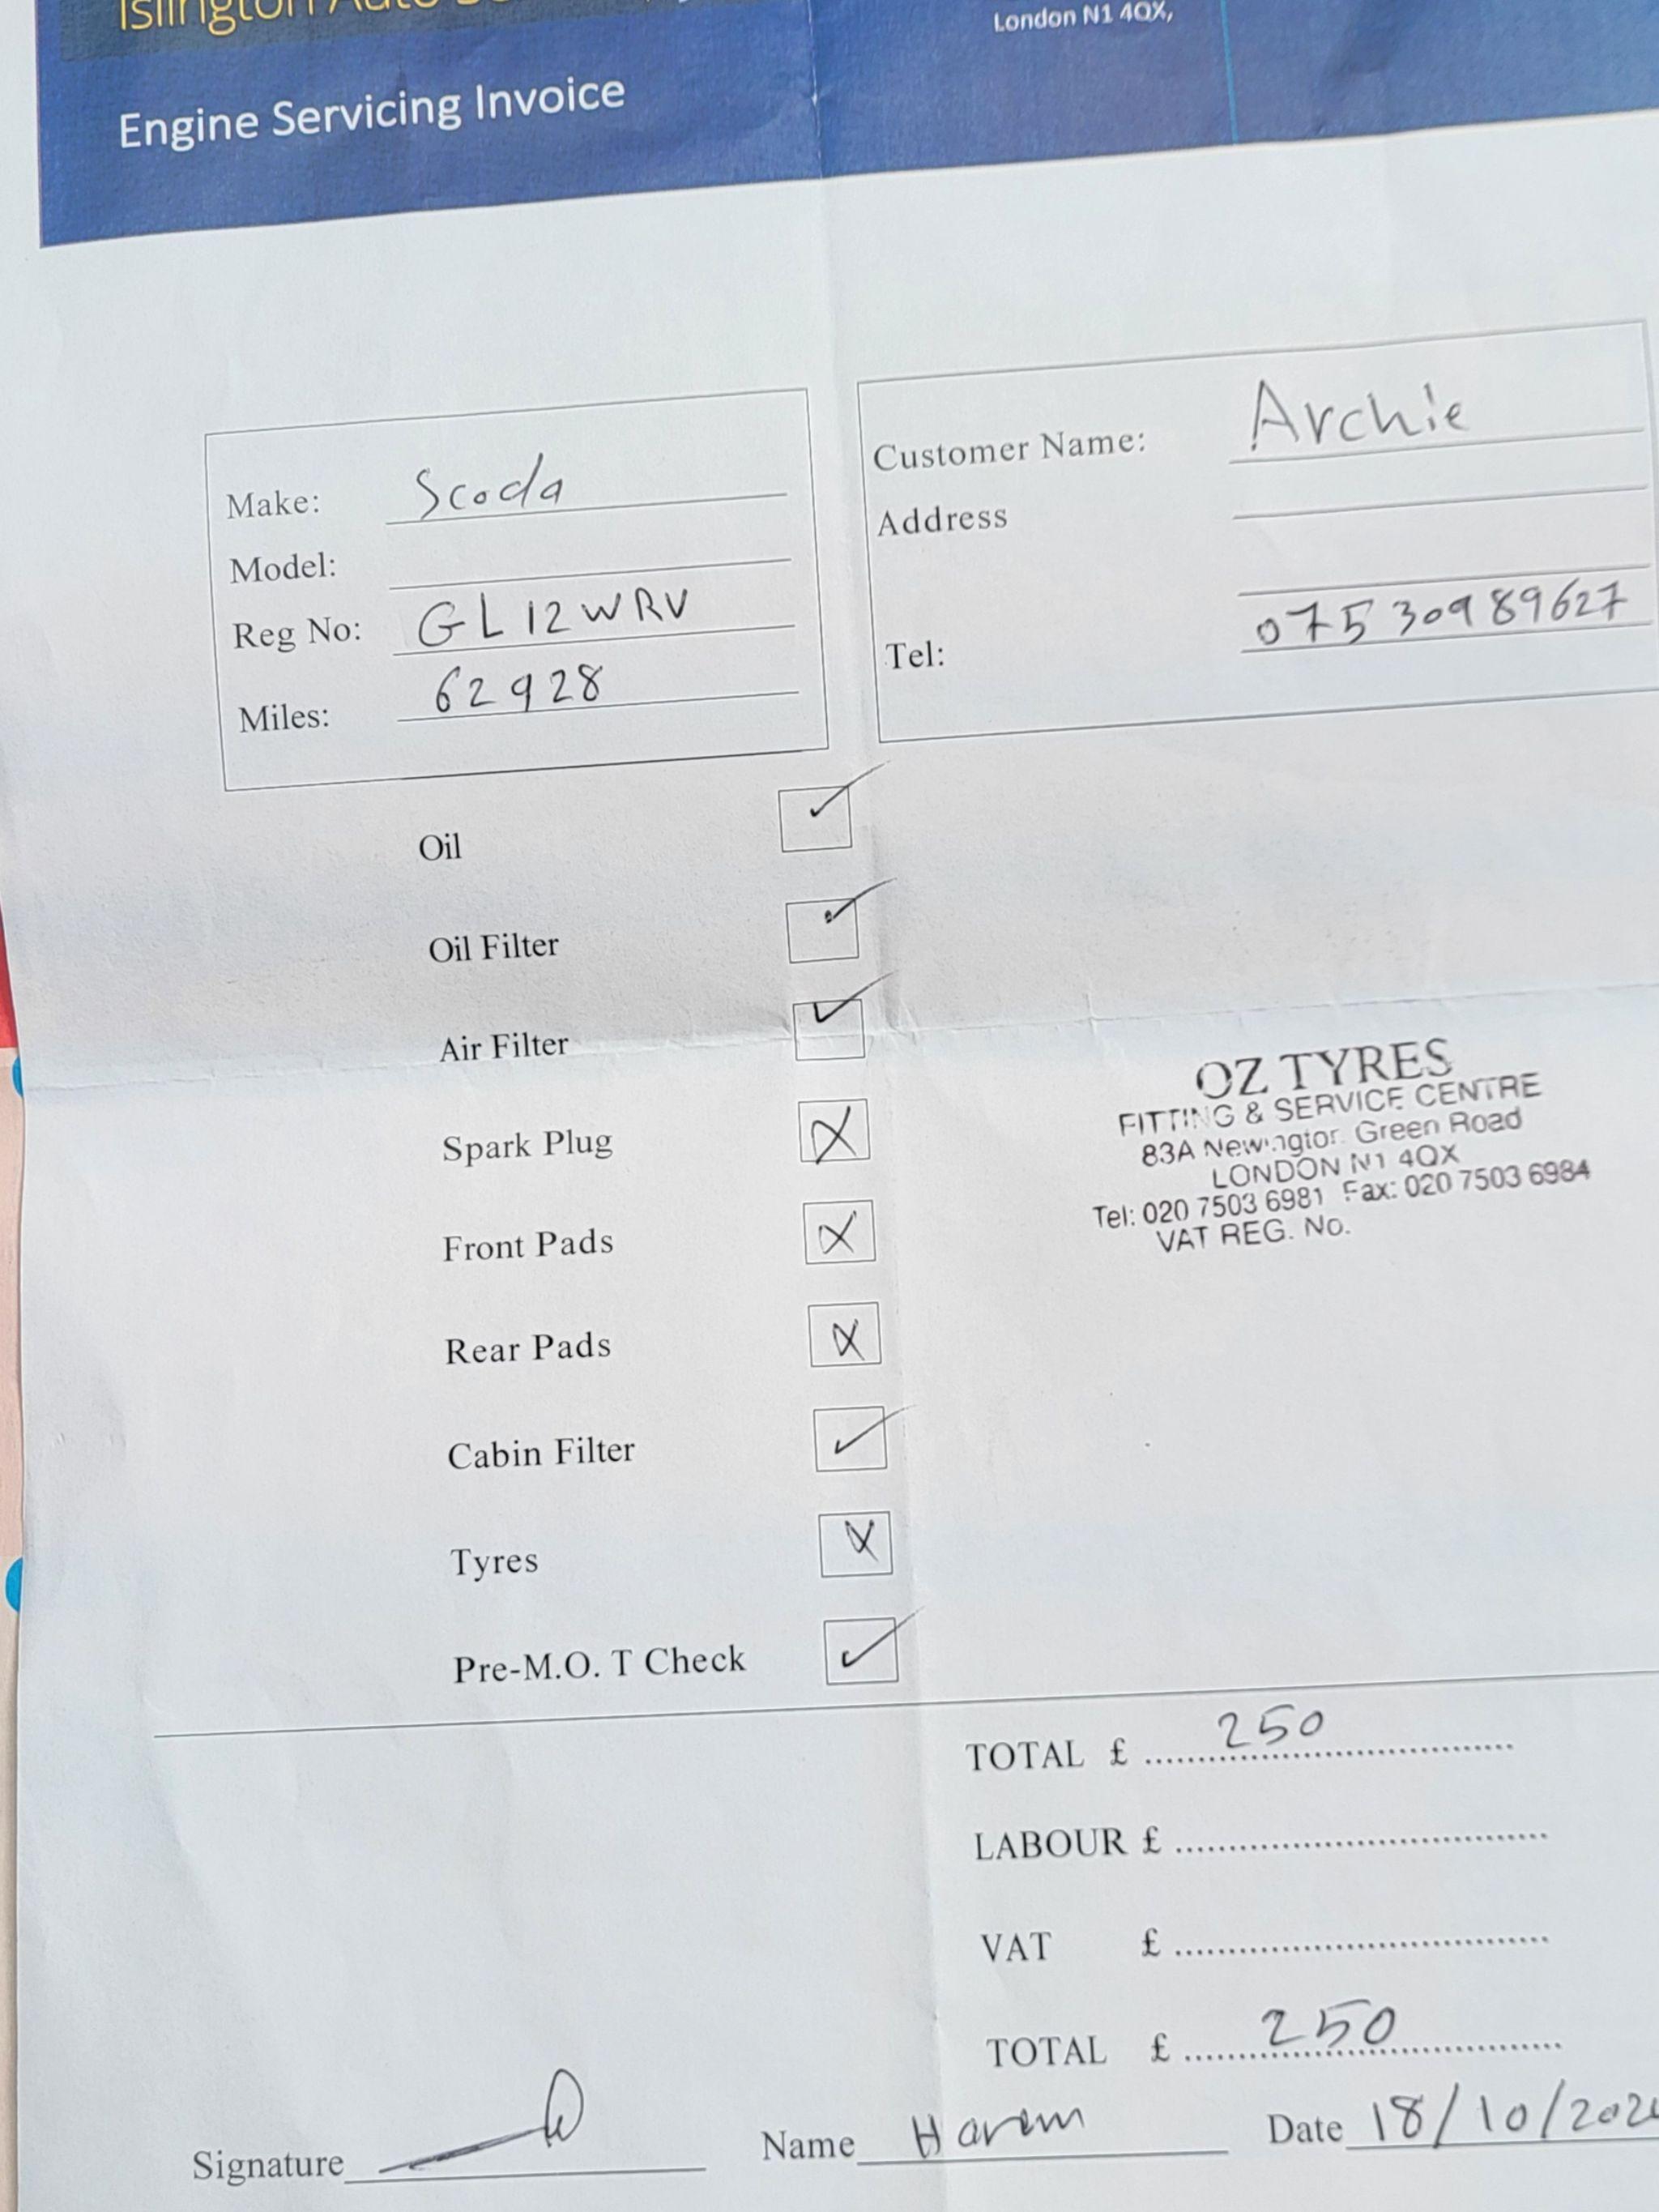 Islington Auto
London N1 4QX,
Engine Servicing Invoice
Make: Scoda
Model:
Reg No: GL12WRV
Miles: 62928
Customer Name: Archie
Address
Tel: 07530989627
Oil ✓
Oil Filter ✓
Air Filter ✓
Spark Plug X
Front Pads X
Rear Pads X
Cabin Filter ✓
Tyres X
Pre-M.O. T Check ✓
OZ TYRES
FITTING & SERVICE CENTRE
83A Newington Green Road
LONDON N1 4QX
Tel: 020 7503 6981 Fax: 020 7503 6984
VAT REG. No.
TOTAL £ 250
LABOUR £
VAT £
TOTAL £ 250
Signature
Name Harem
Date 18/10/202